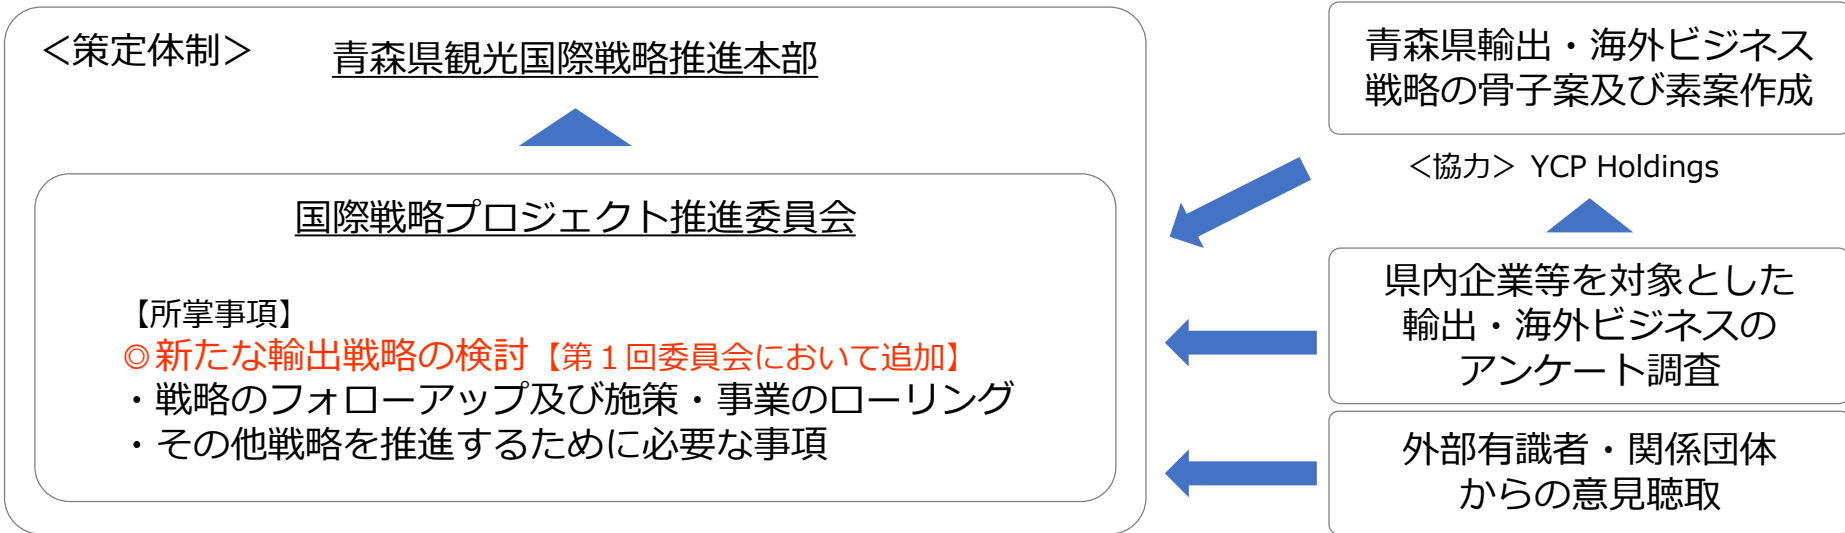 ＜策定体制＞
青森県観光国際戦略推進本部
国際戦略プロジェクト推進委員会
【所掌事項】
◎新たな輸出戦略の検討【第１回委員会において追加】
・戦略のフォローアップ及び施策・事業のローリング
・その他戦略を推進するために必要な事項
青森県輸出・海外ビジネス
戦略の骨子案及び素案作成
＜協力＞ YCP Holdings
県内企業等を対象とした
輸出・海外ビジネスの
アンケート調査
外部有識者・関係団体
からの意見聴取